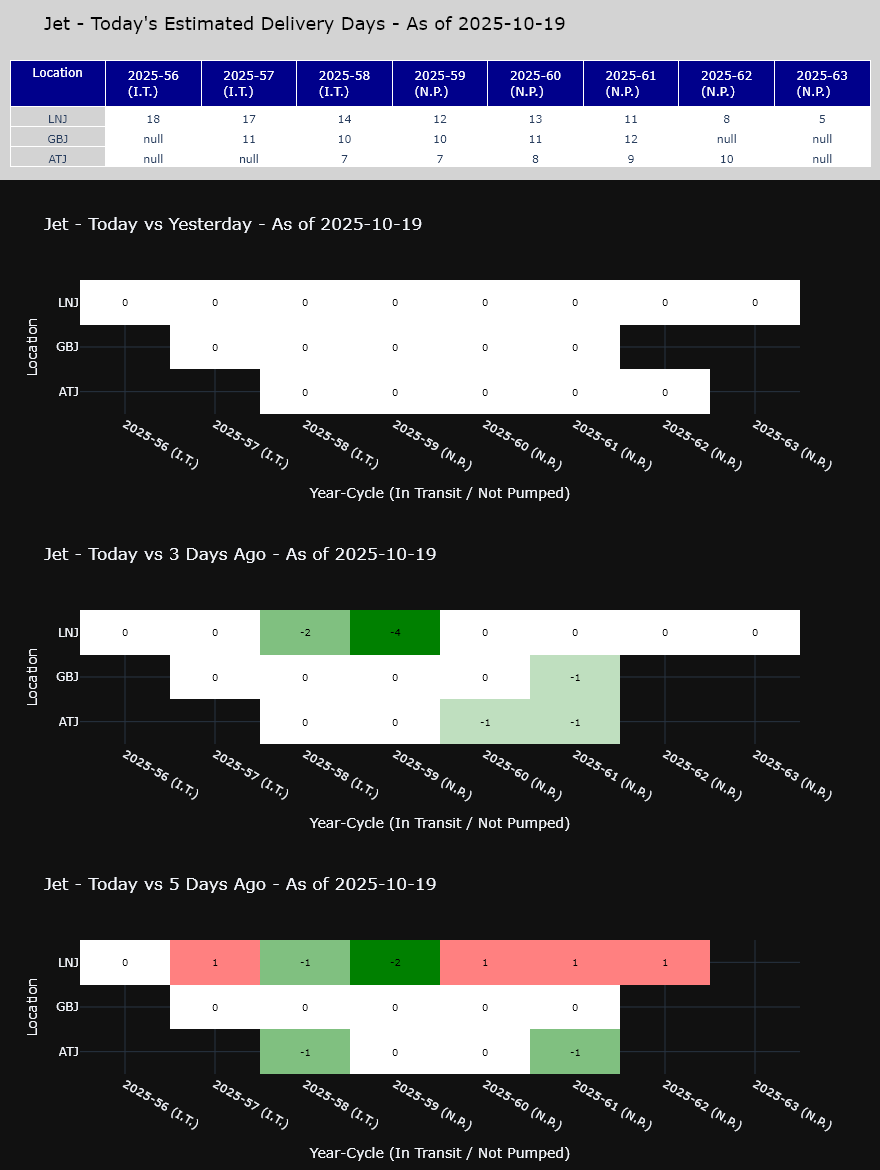 Jet - Today's Estimated Delivery Days - As of 2025-10-19
Location 2025-56 (I.T.) 2025-57 (I.T.) 2025-58 (I.T.) 2025-59 (N.P.) 2025-60 (N.P.) 2025-61 (N.P.) 2025-62 (N.P.) 2025-63 (N.P.)
LNJ 18 17 14 12 13 11 8 5
GBJ null 11 10 10 11 12 null null
ATJ null null 7 7 8 9 10 null
Jet - Today vs Yesterday - As of 2025-10-19
Location
LNJ 0 0 0 0 0 0 0 0
GBJ 0 0 0 0 0
ATJ 0 0 0 0 0
2025-56 (I.T.) 2025-57 (I.T.) 2025-58 (I.T.) 2025-59 (N.P.) 2025-60 (N.P.) 2025-61 (N.P.) 2025-62 (N.P.) 2025-63 (N.P.)
Year-Cycle (In Transit / Not Pumped)
Jet - Today vs 3 Days Ago - As of 2025-10-19
Location
LNJ 0 0 -2 -4 0 0 0 0
GBJ 0 0 0 0 -1
ATJ 0 0 -1 -1
2025-56 (I.T.) 2025-57 (I.T.) 2025-58 (I.T.) 2025-59 (N.P.) 2025-60 (N.P.) 2025-61 (N.P.) 2025-62 (N.P.) 2025-63 (N.P.)
Year-Cycle (In Transit / Not Pumped)
Jet - Today vs 5 Days Ago - As of 2025-10-19
Location
LNJ 0 1 -1 -2 1 1 1
GBJ 0 0 0 0 0
ATJ -1 0 0 -1
2025-56 (I.T.) 2025-57 (I.T.) 2025-58 (I.T.) 2025-59 (N.P.) 2025-60 (N.P.) 2025-61 (N.P.) 2025-62 (N.P.) 2025-63 (N.P.)
Year-Cycle (In Transit / Not Pumped)